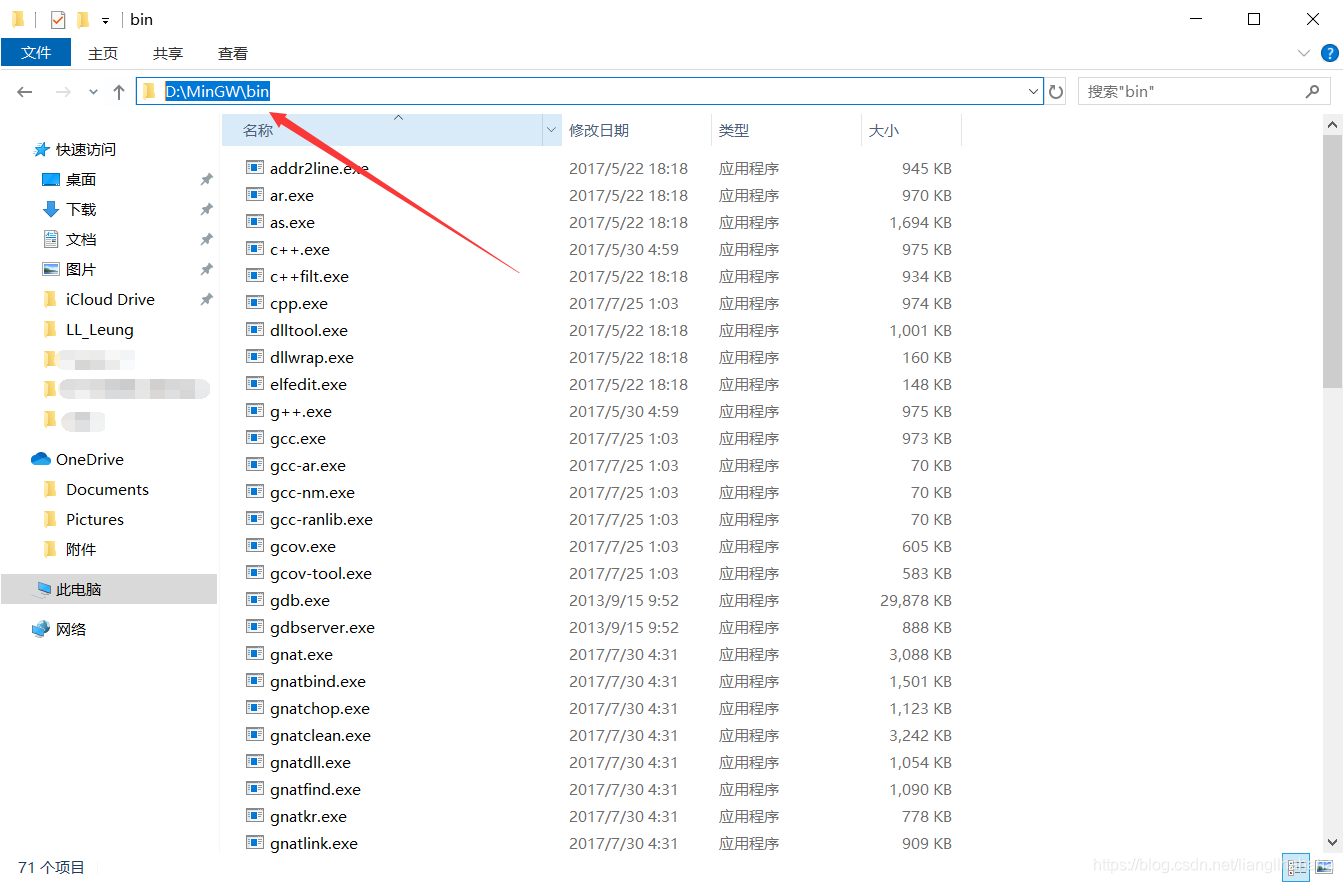 bin
文件 主页 共享 查看
D:\MinGW\bin 搜索"bin"
名称 修改日期 类型 大小
快速访问
桌面
下载
文档
图片
iCloud Drive
LL_Leung
OneDrive
Documents
Pictures
附件
此电脑
网络
addr2line.exe 2017/5/22 18:18 应用程序 945 KB
ar.exe 2017/5/22 18:18 应用程序 970 KB
as.exe 2017/5/22 18:18 应用程序 1,694 KB
c++.exe 2017/5/30 4:59 应用程序 975 KB
c++filt.exe 2017/5/22 18:18 应用程序 934 KB
cpp.exe 2017/7/25 1:03 应用程序 974 KB
dlltool.exe 2017/5/22 18:18 应用程序 1,001 KB
dllwrap.exe 2017/5/22 18:18 应用程序 160 KB
elfedit.exe 2017/5/22 18:18 应用程序 148 KB
g++.exe 2017/5/30 4:59 应用程序 975 KB
gcc.exe 2017/7/25 1:03 应用程序 973 KB
gcc-ar.exe 2017/7/25 1:03 应用程序 70 KB
gcc-nm.exe 2017/7/25 1:03 应用程序 70 KB
gcc-ranlib.exe 2017/7/25 1:03 应用程序 70 KB
gcov.exe 2017/7/25 1:03 应用程序 605 KB
gcov-tool.exe 2017/7/25 1:03 应用程序 583 KB
gdb.exe 2013/9/15 9:52 应用程序 29,878 KB
gdbserver.exe 2013/9/15 9:52 应用程序 888 KB
gnat.exe 2017/7/30 4:31 应用程序 3,088 KB
gnatbind.exe 2017/7/30 4:31 应用程序 1,501 KB
gnatchop.exe 2017/7/30 4:31 应用程序 1,123 KB
gnatclean.exe 2017/7/30 4:31 应用程序 3,242 KB
gnatdll.exe 2017/7/30 4:31 应用程序 1,054 KB
gnatfind.exe 2017/7/30 4:31 应用程序 1,090 KB
gnatkr.exe 2017/7/30 4:31 应用程序 778 KB
gnatlink.exe 2017/7/30 4:31 应用程序 909 KB
71 个项目